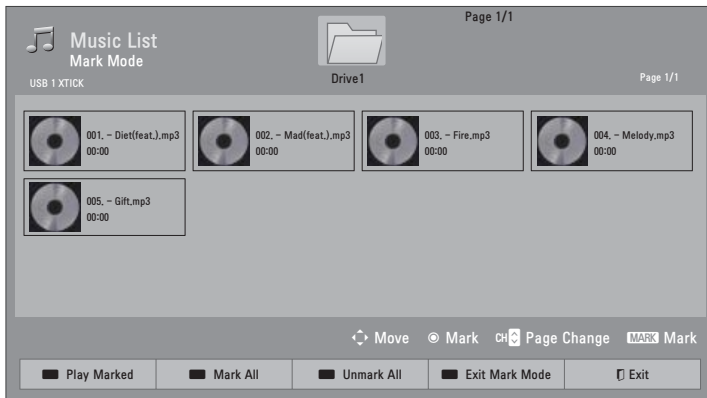 Page 1/1
Music List
Mark Mode
USB 1 XTICK
Drive1
Page 1/1
001. - Diet(feat.).mp3
00:00
002. - Mad(feat.).mp3
00:00
003. - Fire.mp3
00:00
004. - Melody.mp3
00:00
005. - Gift.mp3
00:00
Move
Mark
CH Page Change
MARK Mark
Play Marked
Mark All
Unmark All
Exit Mark Mode
Exit